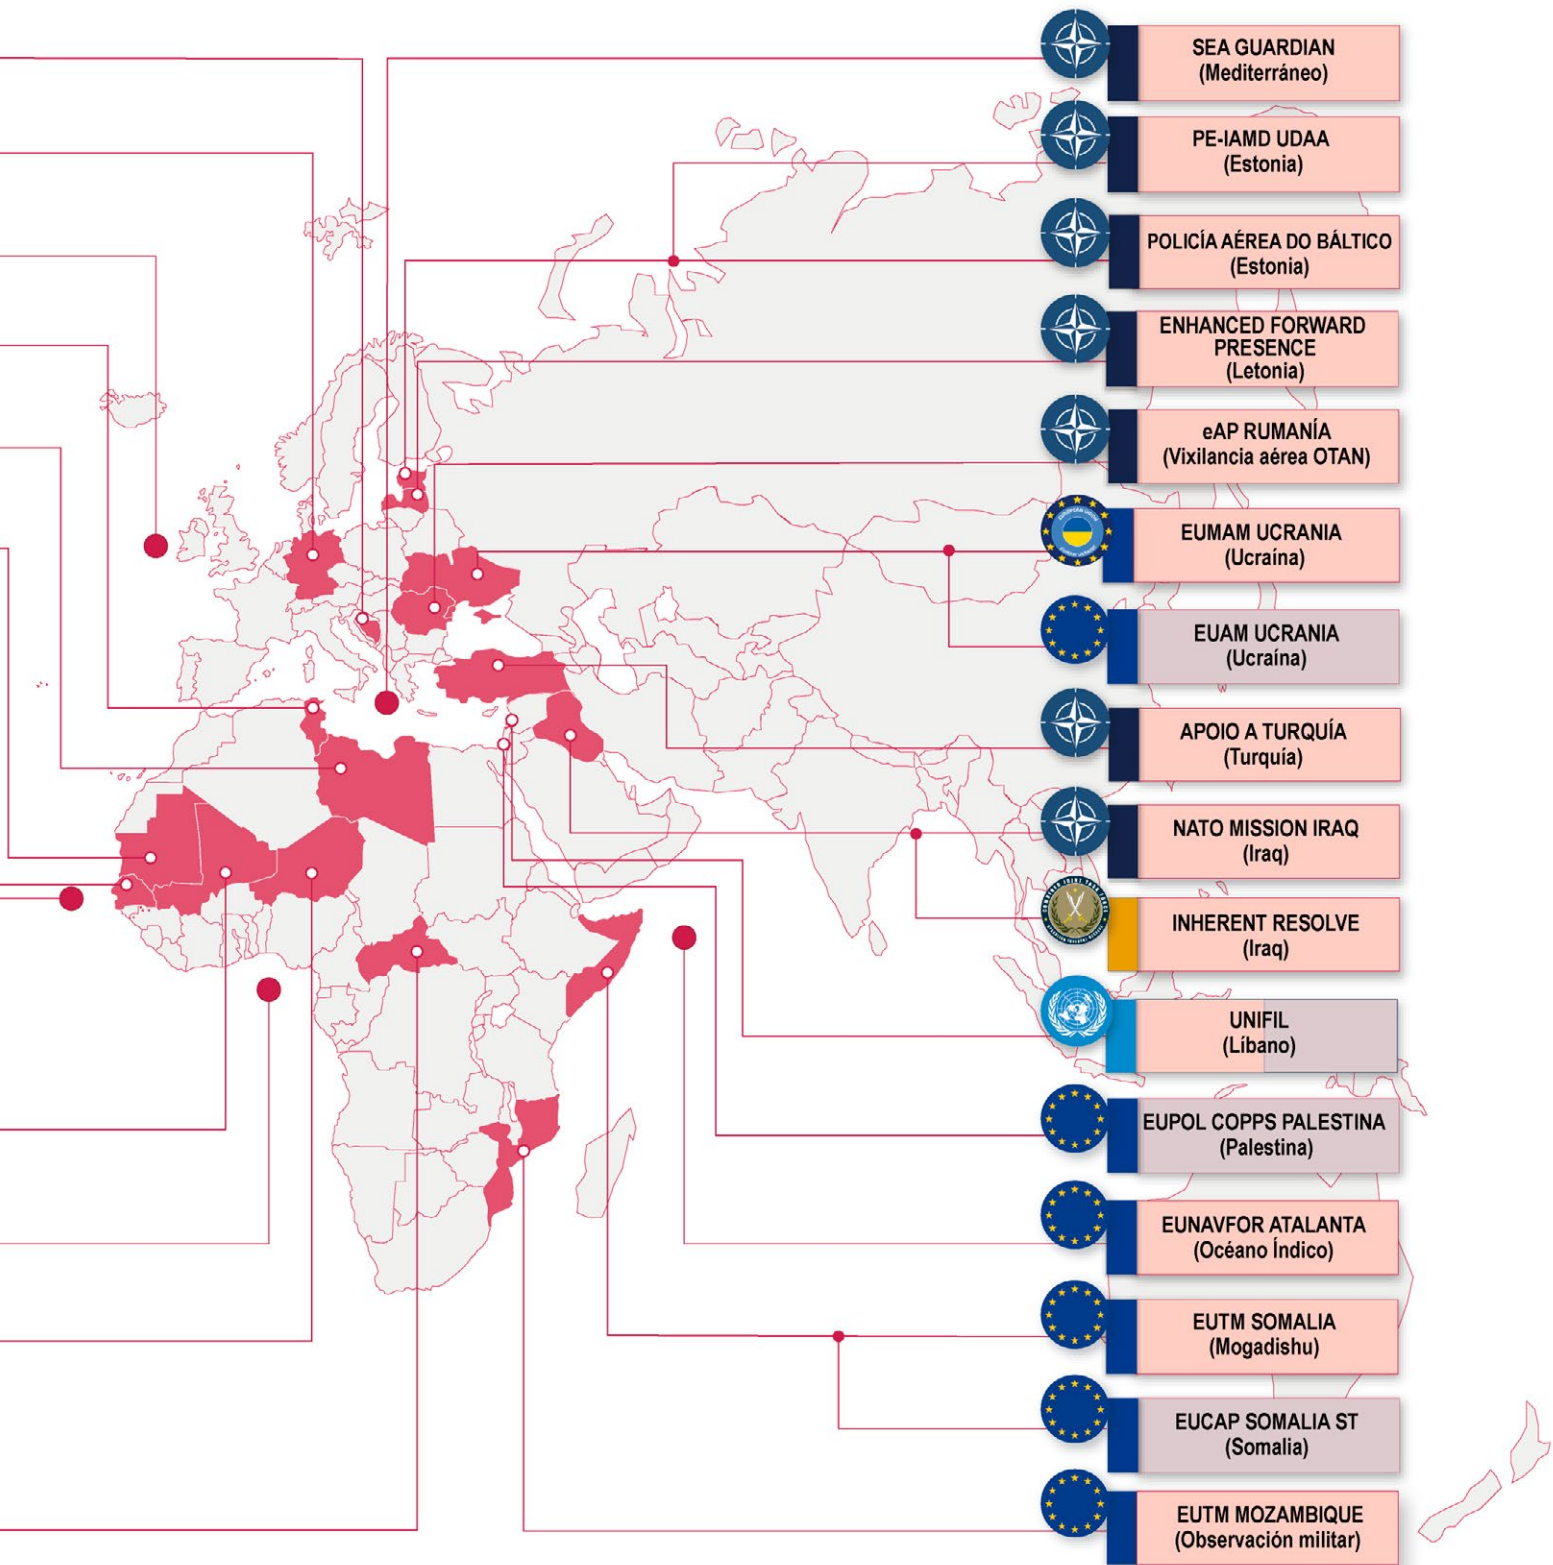 SEA GUARDIAN
(Mediterráneo)
PE-IAMD UDAA
(Estonia)
POLICÍA AÉREA DO BÁLTICO
(Estonia)
ENHANCED FORWARD
PRESENCE
(Letonia)
eAP RUMANÍA
(Vixilancia aérea OTAN)
EUMAM UCRANIA
(Ucraína)
EUAM UCRANIA
(Ucraína)
APOIO A TURQUÍA
(Turquía)
NATO MISSION IRAQ
(Iraq)
INHERENT RESOLVE
(Iraq)
UNIFIL
(Líbano)
EUPOL COPPS PALESTINA
(Palestina)
EUNAVFOR ATALANTA
(Océano Índico)
EUTM SOMALIA
(Mogadishu)
EUCAP SOMALIA ST
(Somalia)
EUTM MOZAMBIQUE
(Observación militar)